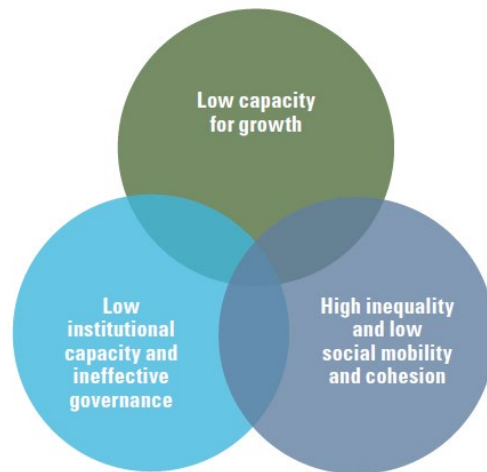 Low capacity
for growth
Low
institutional
capacity and
ineffective
governance
High inequality
and low
social mobility
and cohesion